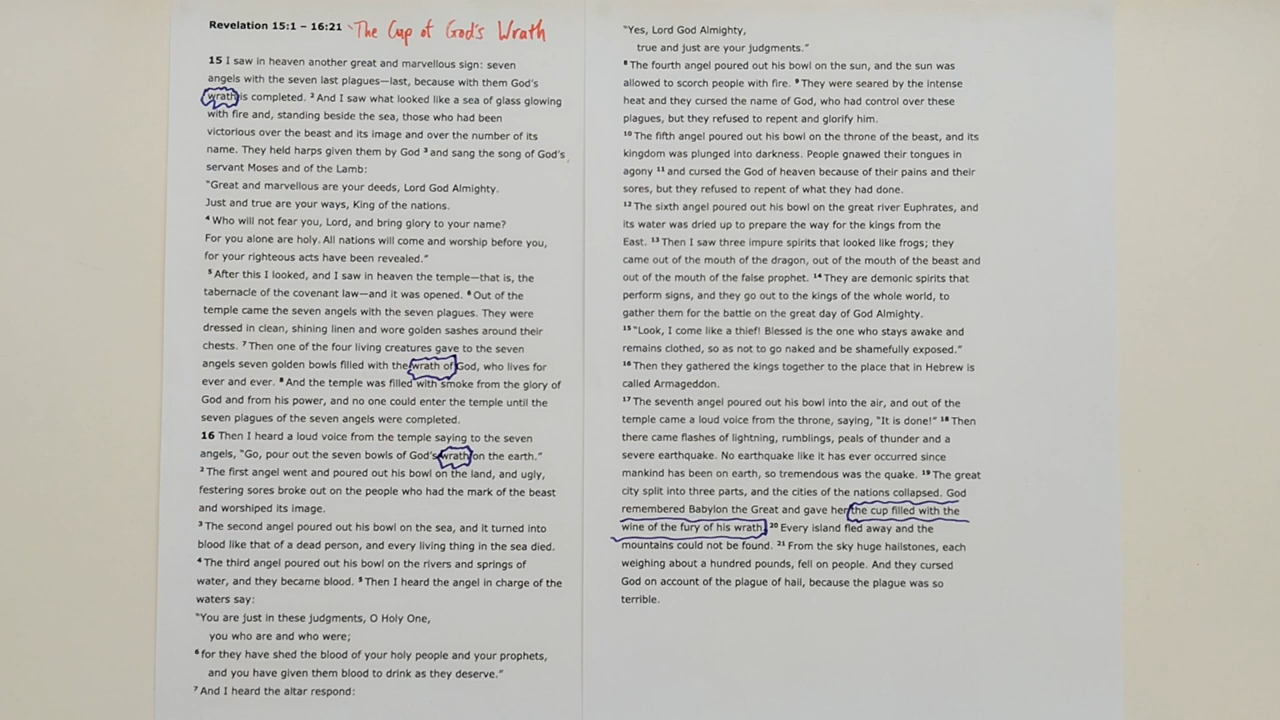 Revelation 15:1 – 16:21 The Cup of God's Wrath
15 I saw in heaven another great and marvellous sign: seven
angels with the seven last plagues—last, because with them God's
wrath is completed. ² And I saw what looked like a sea of glass glowing
with fire and, standing beside the sea, those who had been
victorious over the beast and its image and over the number of its
name. They held harps given them by God ³ and sang the song of God's
servant Moses and of the Lamb:
"Great and marvellous are your deeds, Lord God Almighty.
Just and true are your ways, King of the nations.
⁴ Who will not fear you, Lord, and bring glory to your name?
For you alone are holy. All nations will come and worship before you,
for your righteous acts have been revealed."
⁵ After this I looked, and I saw in heaven the temple—that is, the
tabernacle of the covenant law—and it was opened. ⁶ Out of the
temple came the seven angels with the seven plagues. They were
dressed in clean, shining linen and wore golden sashes around their
chests. ⁷ Then one of the four living creatures gave to the seven
angels seven golden bowls filled with the wrath of God, who lives for
ever and ever. ⁸ And the temple was filled with smoke from the glory of
God and from his power, and no one could enter the temple until the
seven plagues of the seven angels were completed.
16 Then I heard a loud voice from the temple saying to the seven
angels, "Go, pour out the seven bowls of God's wrath on the earth."
² The first angel went and poured out his bowl on the land, and ugly,
festering sores broke out on the people who had the mark of the beast
and worshiped its image.
³ The second angel poured out his bowl on the sea, and it turned into
blood like that of a dead person, and every living thing in the sea died.
⁴ The third angel poured out his bowl on the rivers and springs of
water, and they became blood. ⁵ Then I heard the angel in charge of the
waters say:
"You are just in these judgments, O Holy One,
you who are and who were;
⁶ for they have shed the blood of your holy people and your prophets,
and you have given them blood to drink as they deserve."
⁷ And I heard the altar respond:
"Yes, Lord God Almighty,
true and just are your judgments."
⁸ The fourth angel poured out his bowl on the sun, and the sun was
allowed to scorch people with fire. ⁹ They were seared by the intense
heat and they cursed the name of God, who had control over these
plagues, but they refused to repent and glorify him.
¹⁰ The fifth angel poured out his bowl on the throne of the beast, and its
kingdom was plunged into darkness. People gnawed their tongues in
agony ¹¹ and cursed the God of heaven because of their pains and their
sores, but they refused to repent of what they had done.
¹² The sixth angel poured out his bowl on the great river Euphrates, and
its water was dried up to prepare the way for the kings from the
East. ¹³ Then I saw three impure spirits that looked like frogs; they
came out of the mouth of the dragon, out of the mouth of the beast and
out of the mouth of the false prophet. ¹⁴ They are demonic spirits that
perform signs, and they go out to the kings of the whole world, to
gather them for the battle on the great day of God Almighty.
¹⁵ "Look, I come like a thief! Blessed is the one who stays awake and
remains clothed, so as not to go naked and be shamefully exposed."
¹⁶ Then they gathered the kings together to the place that in Hebrew is
called Armageddon.
¹⁷ The seventh angel poured out his bowl into the air, and out of the
temple came a loud voice from the throne, saying, "It is done!" ¹⁸ Then
there came flashes of lightning, rumblings, peals of thunder and a
severe earthquake. No earthquake like it has ever occurred since
mankind has been on earth, so tremendous was the quake. ¹⁹ The great
city split into three parts, and the cities of the nations collapsed. God
remembered Babylon the Great and gave her the cup filled with the
wine of the fury of his wrath. ²⁰ Every island fled away and the
mountains could not be found. ²¹ From the sky huge hailstones, each
weighing about a hundred pounds, fell on people. And they cursed
God on account of the plague of hail, because the plague was so
terrible.